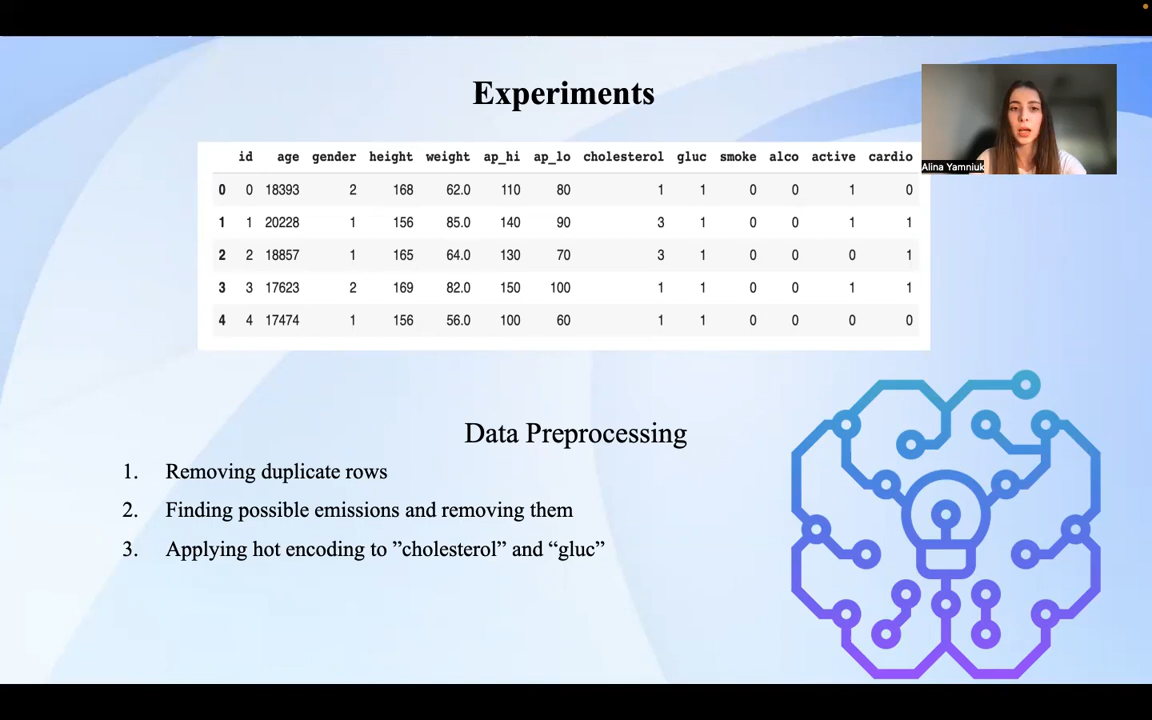 Experiments
id age gender height weight ap_hi ap_lo cholesterol gluc smoke alco active cardio
0 0 18393 2 168 62.0 110 80 1 1 0 0 1 0
1 1 20228 1 156 85.0 140 90 3 1 0 0 1 1
2 2 18857 1 165 64.0 130 70 3 1 0 0 0 1
3 3 17623 2 169 82.0 150 100 1 1 0 0 1 1
4 4 17474 1 156 56.0 100 60 1 1 0 0 0 0
Alina Yamniuk
Data Preprocessing
1. Removing duplicate rows
2. Finding possible emissions and removing them
3. Applying hot encoding to ”cholesterol” and “gluc”